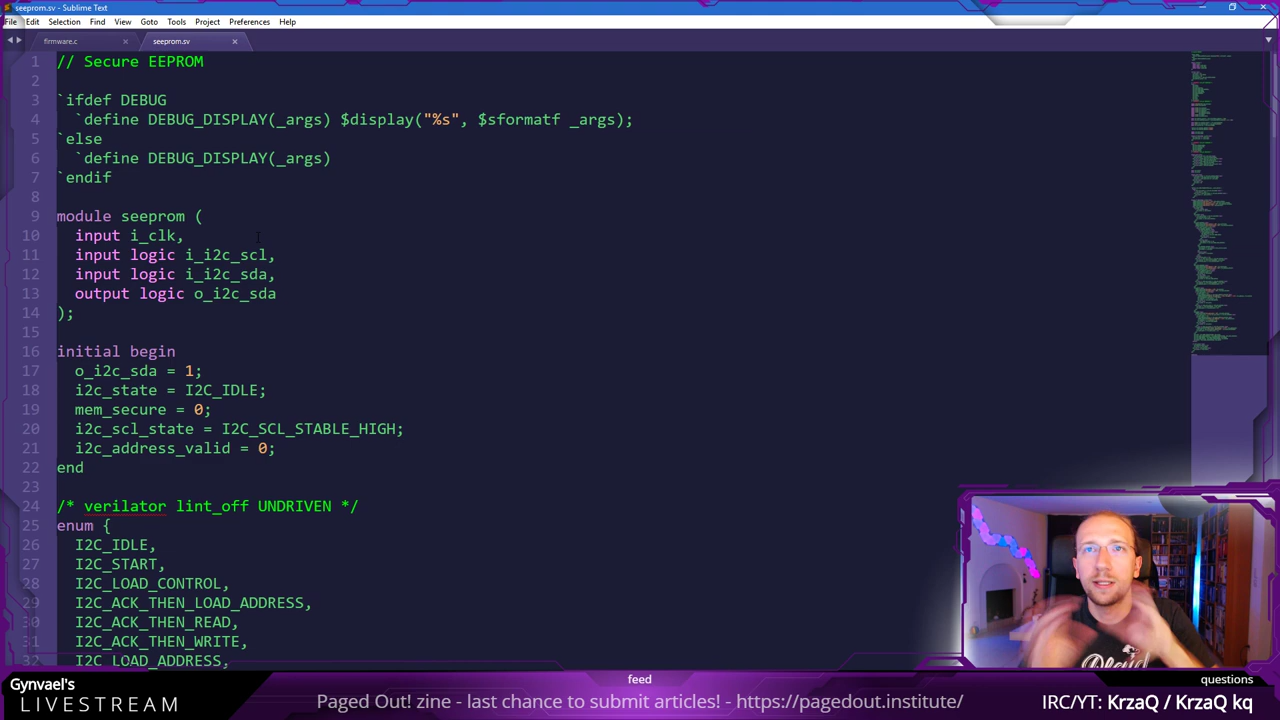 seeprom.sv - Sublime Text
File Edit Selection Find View Goto Tools Project Preferences Help
firmware.c seeprom.sv
1 // Secure EEPROM
2
3 `ifdef DEBUG
4 `define DEBUG_DISPLAY(_args) $display("%s", $sformatf _args);
5 `else
6 `define DEBUG_DISPLAY(_args)
7 `endif
8
9 module seeprom (
10 input i_clk,
11 input logic i_i2c_scl,
12 input logic i_i2c_sda,
13 output logic o_i2c_sda
14 );
15
16 initial begin
17 o_i2c_sda = 1;
18 i2c_state = I2C_IDLE;
19 mem_secure = 0;
20 i2c_scl_state = I2C_SCL_STABLE_HIGH;
21 i2c_address_valid = 0;
22 end
23
24 /* verilator lint_off UNDRIVEN */
25 enum {
26 I2C_IDLE,
27 I2C_START,
28 I2C_LOAD_CONTROL,
29 I2C_ACK_THEN_LOAD_ADDRESS,
30 I2C_ACK_THEN_READ,
31 I2C_ACK_THEN_WRITE,
32 I2C_LOAD_ADDRESS,
Gynvael's
LIVESTREAM
feed
Paged Out! zine - last chance to submit articles! - https://pagedout.institute/
questions
IRC/YT: KrzaQ / KrzaQ kq